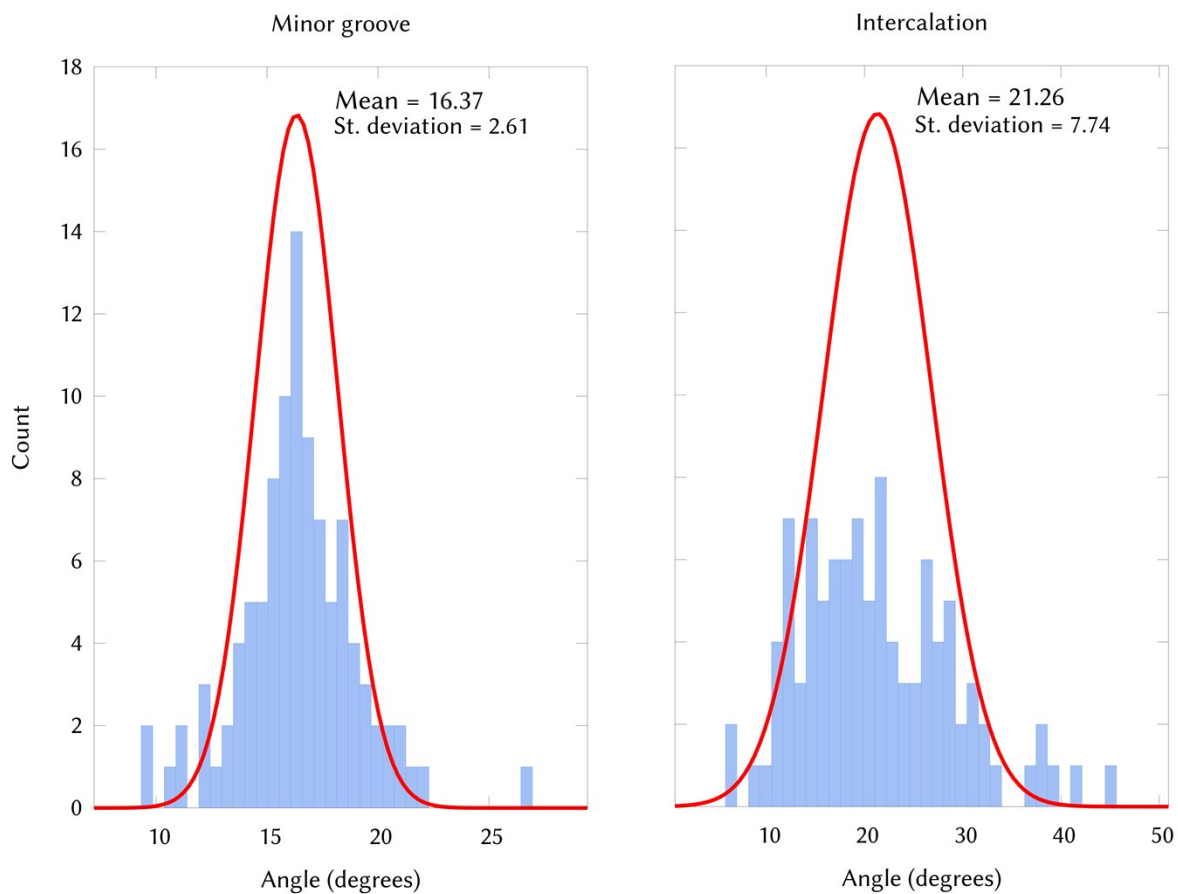 Minor groove
Intercalation
18
16
14
12
10
8
6
4
2
0
Count
Mean = 16.37
St. deviation = 2.61
Mean = 21.26
St. deviation = 7.74
10 15 20 25
10 20 30 40 50
Angle (degrees)
Angle (degrees)